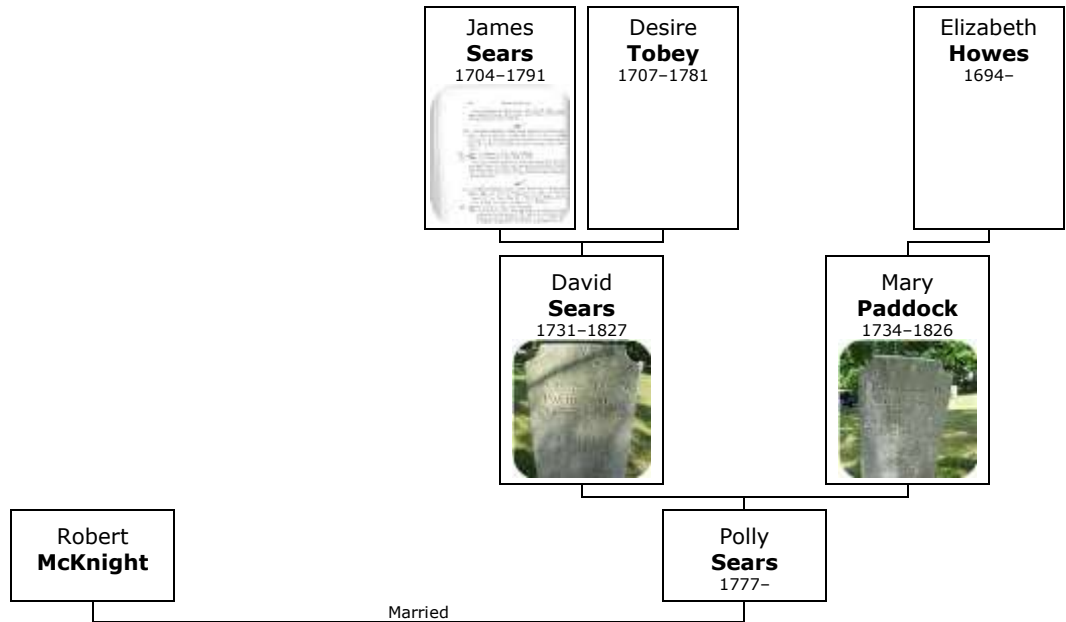 James
Sears
1704–1791
Desire
Tobey
1707–1781
Elizabeth
Howes
1694–
David
Sears
1731–1827
Mary
Paddock
1734–1826
Robert
McKnight
Polly
Sears
1777–
Married